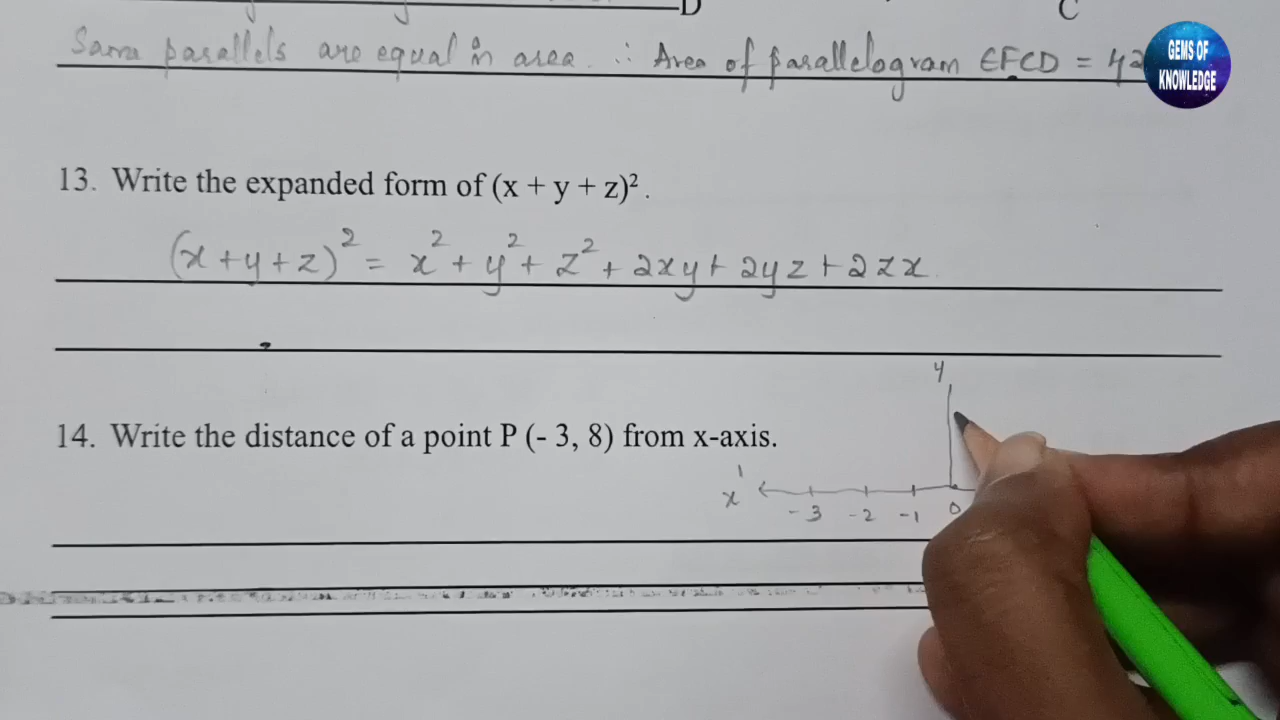 D
C
Same parallels are equal in area. ∴ Area of parallelogram EFCD = 42
GEMS OF
KNOWLEDGE
13. Write the expanded form of (x + y + z)².
(x+y+z)² = x² + y² + z² + 2xy + 2yz + 2zx
y
14. Write the distance of a point P (- 3, 8) from x-axis.
x'
-3 -2 -1 0